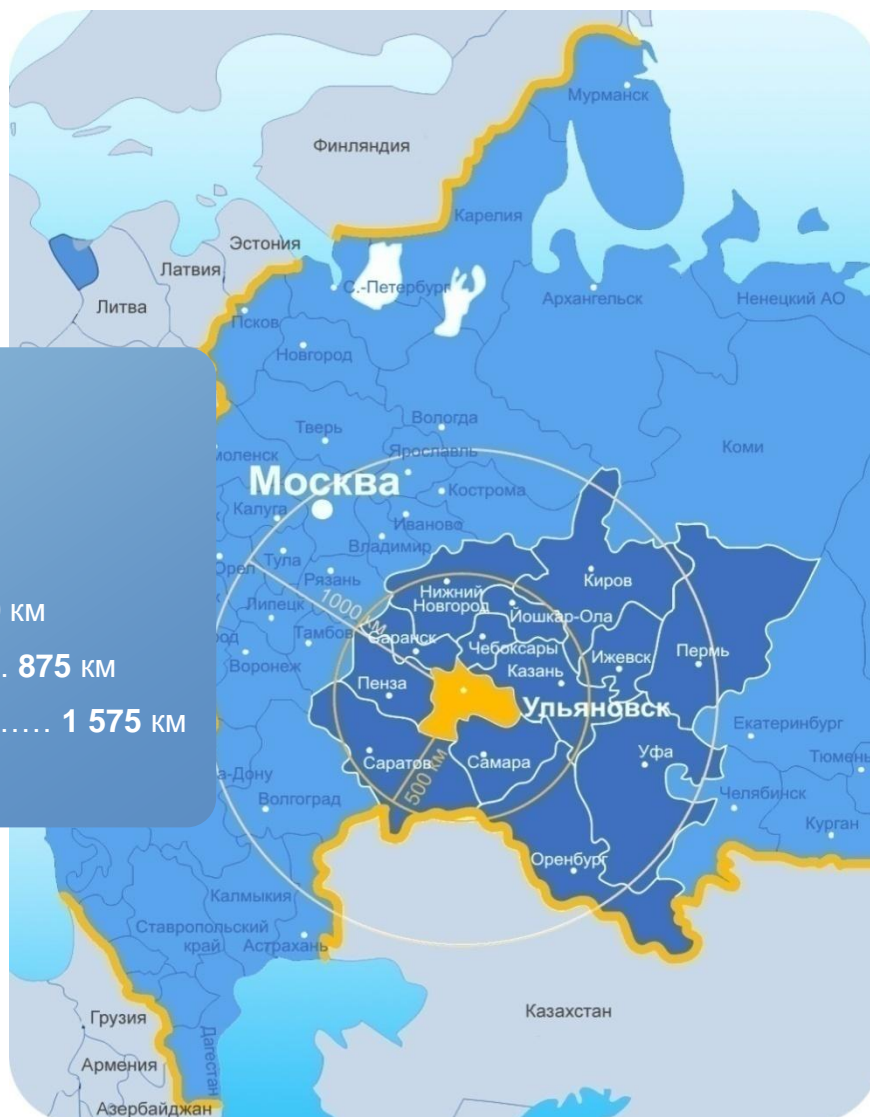 Мурманск
Финляндия
Карелия
Эстония
Латвия
С.-Петербург
Архангельск
Ненецкий АО
Литва
Псков
Новгород
Вологда
Тверь
Ярославль
Коми
Москва
Кострома
Калуга
Иваново
Владимир
Орел
Тула
Рязань
Киров
Нижний
Новгород
1000 км
Йошкар-Ола
км
Липецк
Тамбов
Саранск
Чебоксары
Воронеж
Казань
Ижевск
Пермь
. 875 км
Пенза
Ульяновск
..... 1 575 км
Екатеринбург
Саратов
Самара
Уфа
Тюмень
500 км
а-Дону
Волгоград
Челябинск
Курган
Оренбург
Калмыкия
Ставропольский
край
Астрахань
Казахстан
Грузия
Дагестан
Армения
Азербайджан